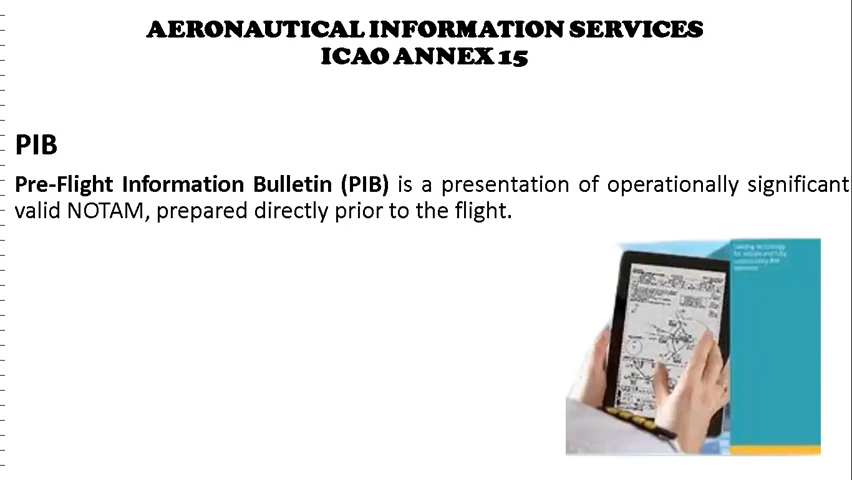 AERONAUTICAL INFORMATION SERVICES
ICAO ANNEX 15
PIB
Pre-Flight Information Bulletin (PIB) is a presentation of operationally significant
valid NOTAM, prepared directly prior to the flight.